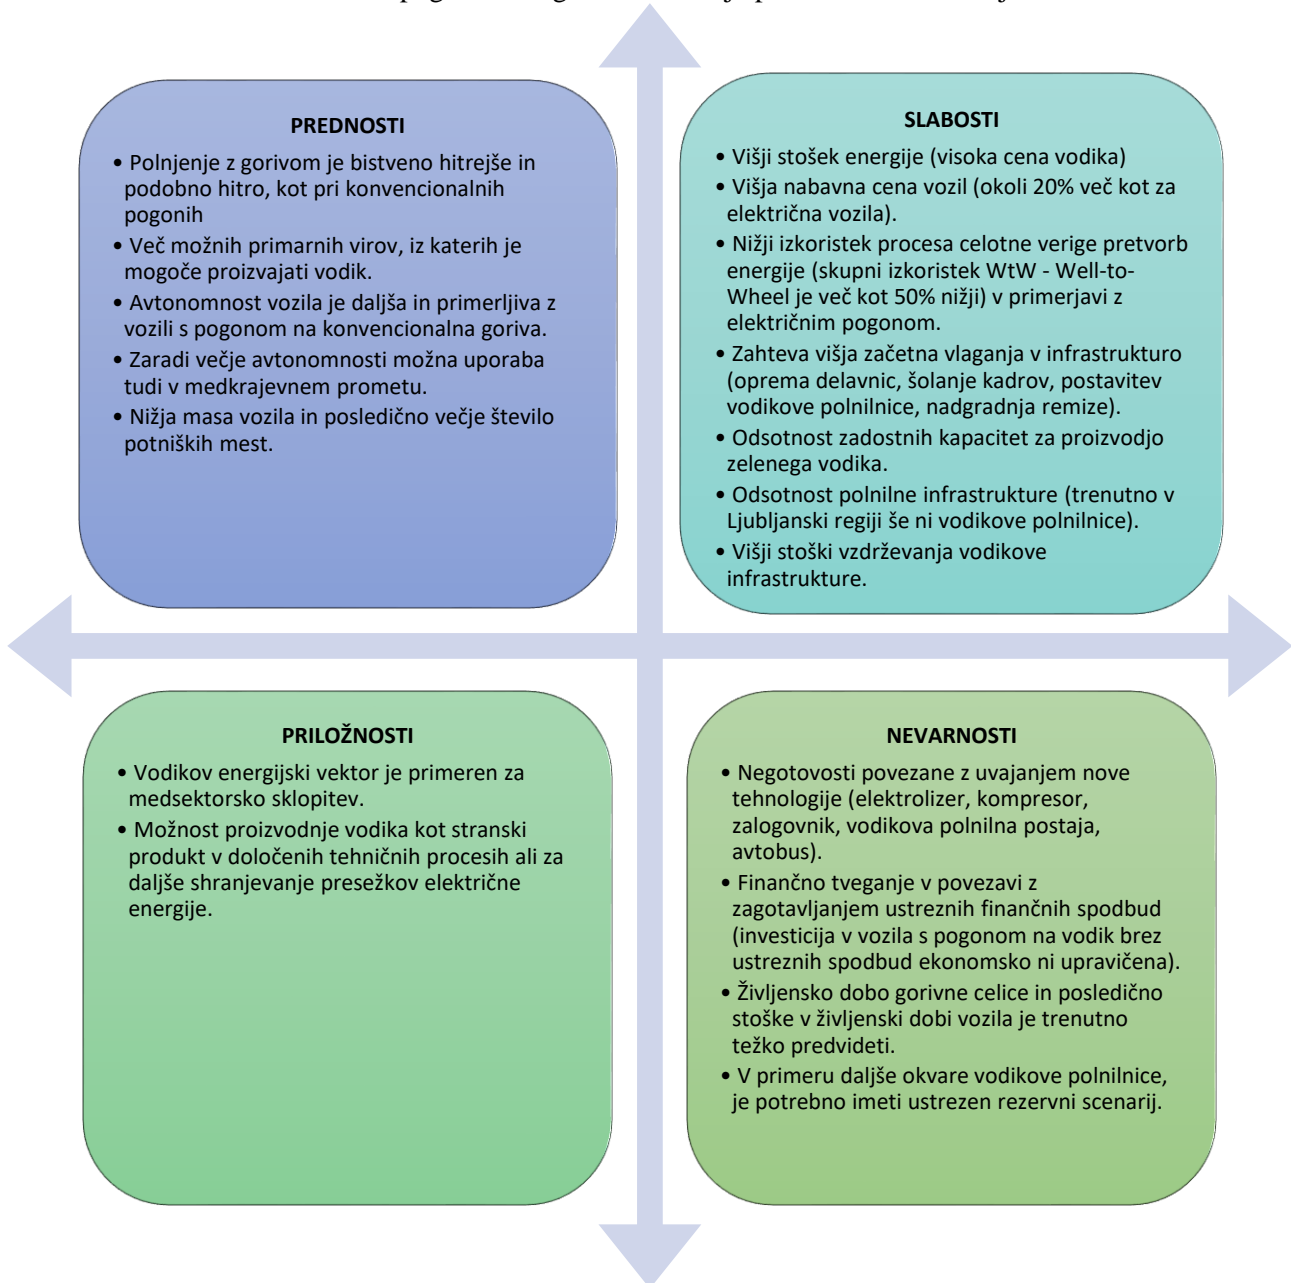 PREDNOSTI
• Polnjenje z gorivom je bistveno hitrejše in
podobno hitro, kot pri konvencionalnih
pogonih
• Več možnih primarnih virov, iz katerih je
mogoče proizvajati vodik.
• Avtonomnost vozila je daljša in primerljiva z
vozili s pogonom na konvencionalna goriva.
• Zaradi večje avtonomnosti možna uporaba
tudi v medkrajevnem prometu.
• Nižja masa vozila in posledično večje število
potniških mest.
SLABOSTI
• Višji stošek energije (visoka cena vodika)
• Višja nabavna cena vozil (okoli 20% več kot za
električna vozila).
• Nižji izkoristek procesa celotne verige pretvorb
energije (skupni izkoristek WtW - Well-to-
Wheel je več kot 50% nižji) v primerjavi z
električnim pogonom.
• Zahteva višja začetna vlaganja v infrastrukturo
(oprema delavnic, šolanje kadrov, postavitev
vodikove polnilnice, nadgradnja remize).
• Odsotnost zadostnih kapacitet za proizvodjo
zelenega vodika.
• Odsotnost polnilne infrastrukture (trenutno v
Ljubljanski regiji še ni vodikove polnilnice).
• Višji stoški vzdrževanja vodikove
infrastrukture.
PRILOŽNOSTI
• Vodikov energijski vektor je primeren za
medsektorsko sklopitev.
• Možnost proizvodnje vodika kot stranski
produkt v določenih tehničnih procesih ali za
daljše shranjevanje presežkov električne
energije.
NEVARNOSTI
• Negotovosti povezane z uvajanjem nove
tehnologije (elektrolizer, kompresor,
zalogovnik, vodikova polnilna postaja,
avtobus).
• Finančno tveganje v povezavi z
zagotavljanjem ustreznih finančnih spodbud
(investicija v vozila s pogonom na vodik brez
ustreznih spodbud ekonomsko ni upravičena).
• Življensko dobo gorivne celice in posledično
stoške v življenski dobi vozila je trenutno
težko predvideti.
• V primeru daljše okvare vodikove polnilnice,
je potrebno imeti ustrezen rezervni scenarij.